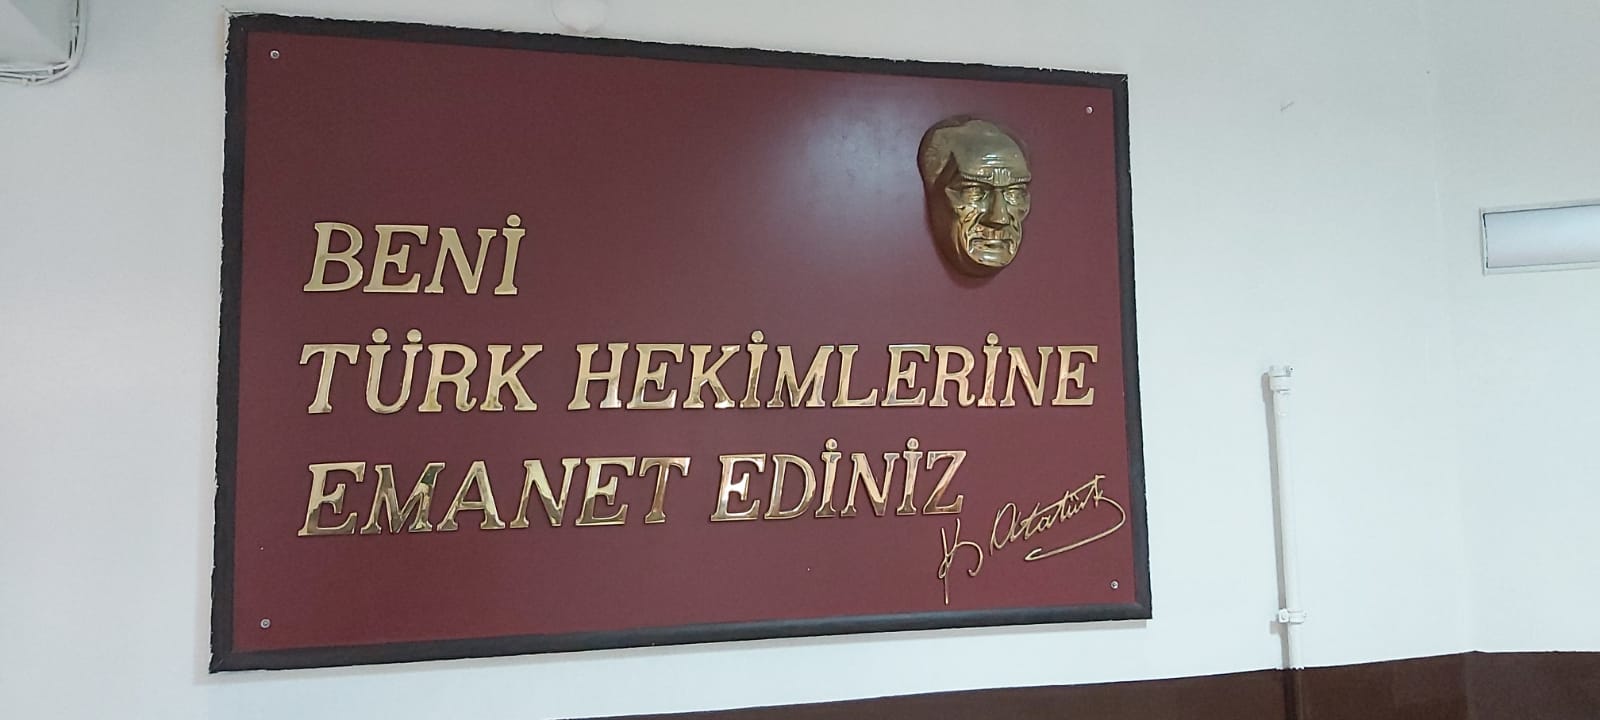 BENİ
TÜRK HEKİMLERİNE
EMANET EDİNİZ
K. Atatürk